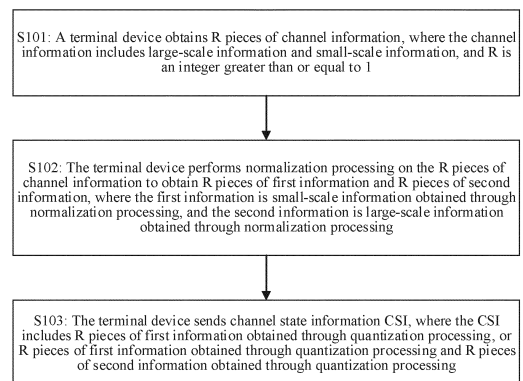 S101: A terminal device obtains R pieces of channel information, where the channel
information includes large-scale information and small-scale information, and R is
an integer greater than or equal to 1
S102: The terminal device performs normalization processing on the R pieces of
channel information to obtain R pieces of first information and R pieces of second
information, where the first information is small-scale information obtained through
normalization processing, and the second information is large-scale information
obtained through normalization processing
S103: The terminal device sends channel state information CSI, where the CSI
includes R pieces of first information obtained through quantization processing, or
R pieces of first information obtained through quantization processing and R pieces
of second information obtained through quantization processing